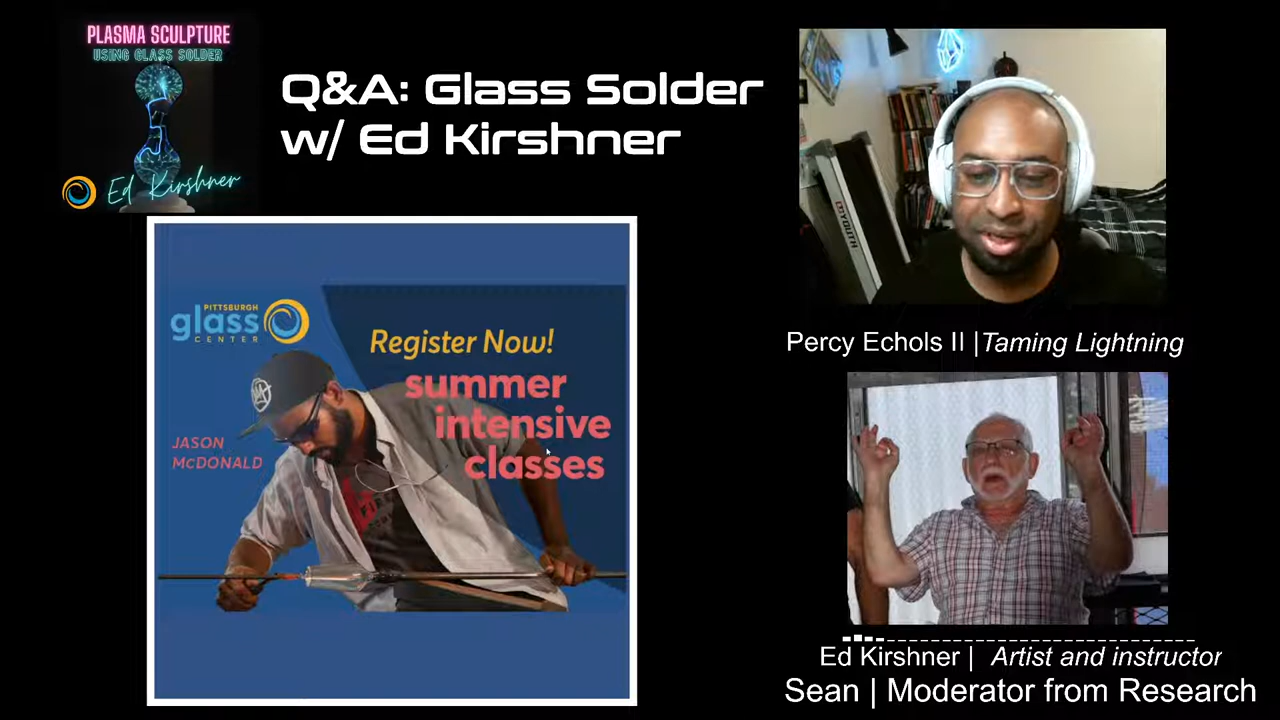 PLASMA SCULPTURE
USING GLASS SOLDER
Ed Kirshner
Q&A: Glass Solder
w/ Ed Kirshner
PITTSBURGH
glass
CENTER
Register Now!
summer
intensive
classes
JASON
McDONALD
Percy Echols II | Taming Lightning
Ed Kirshner | Artist and instructor
Sean | Moderator from Research